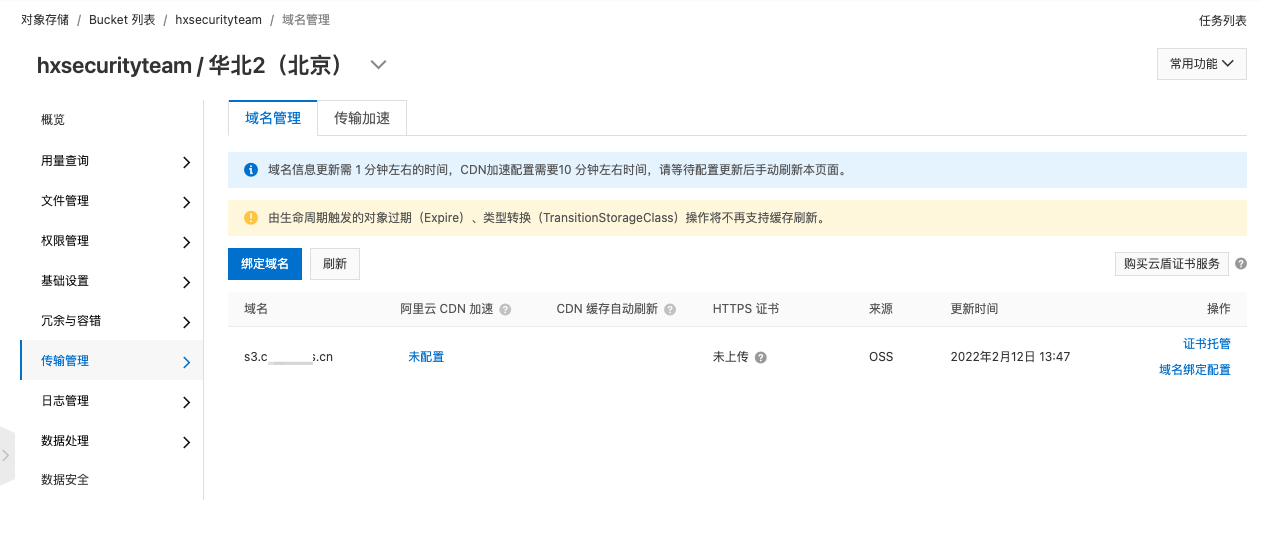 对象存储 / Bucket 列表 / hxsecurityteam / 域名管理
任务列表
hxsecurityteam / 华北2（北京）
常用功能
概览
用量查询
文件管理
权限管理
基础设置
冗余与容错
传输管理
日志管理
数据处理
数据安全
域名管理 传输加速
域名信息更新需 1 分钟左右的时间，CDN加速配置需要10 分钟左右时间，请等待配置更新后手动刷新本页面。
由生命周期触发的对象过期（Expire）、类型转换（TransitionStorageClass）操作将不再支持缓存刷新。
绑定域名 刷新 购买云盾证书服务
域名 阿里云 CDN 加速 CDN 缓存自动刷新 HTTPS 证书 来源 更新时间 操作
s3.c s.cn 未配置 未上传 OSS 2022年2月12日 13:47 证书托管
域名绑定配置